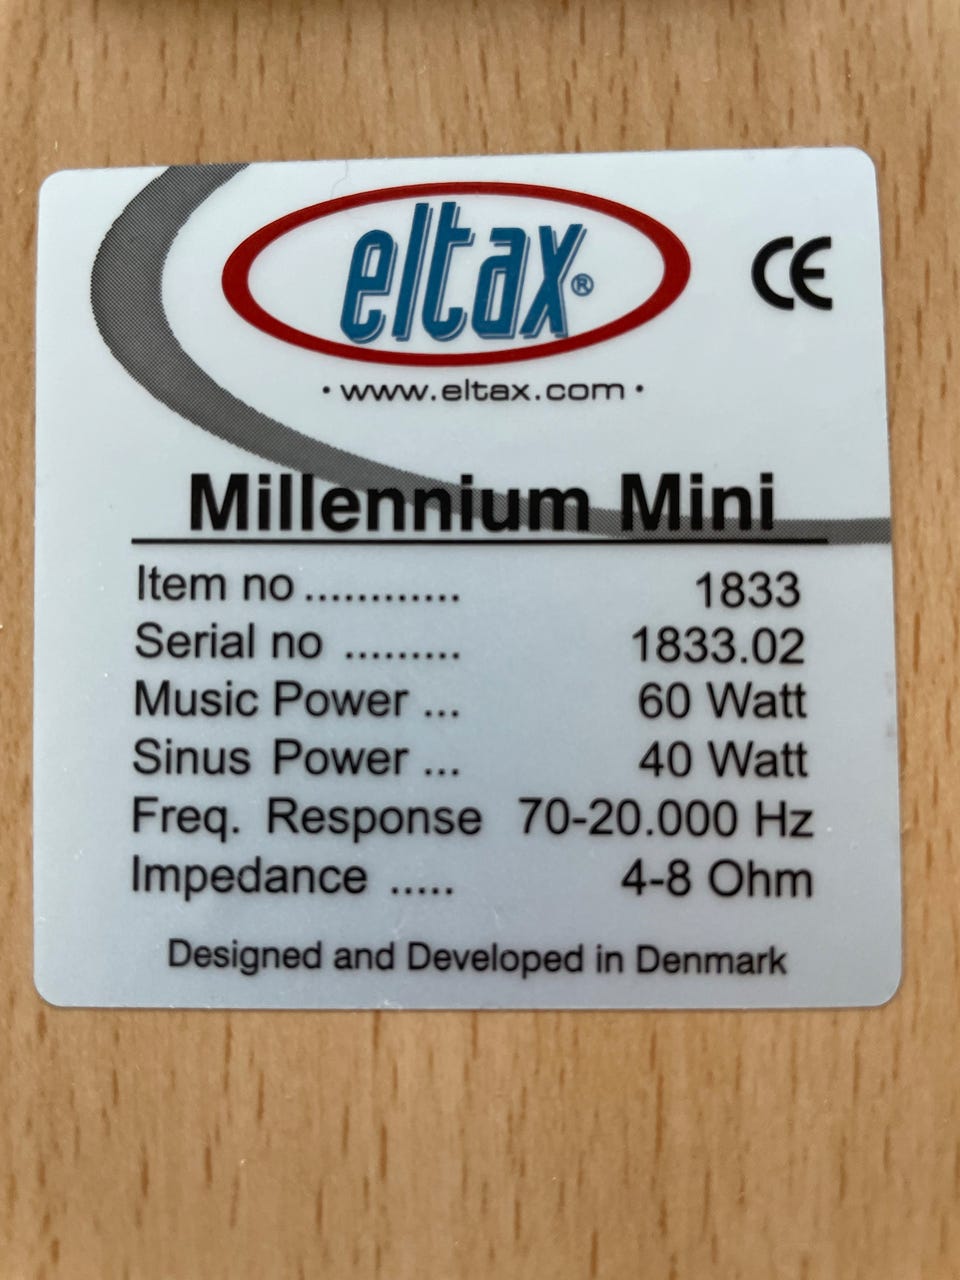 eltax®
CE
• www.eltax.com •
Millennium Mini
Item no ............ 1833
Serial no ......... 1833.02
Music Power ... 60 Watt
Sinus Power ... 40 Watt
Freq. Response 70-20.000 Hz
Impedance ..... 4-8 Ohm
Designed and Developed in Denmark